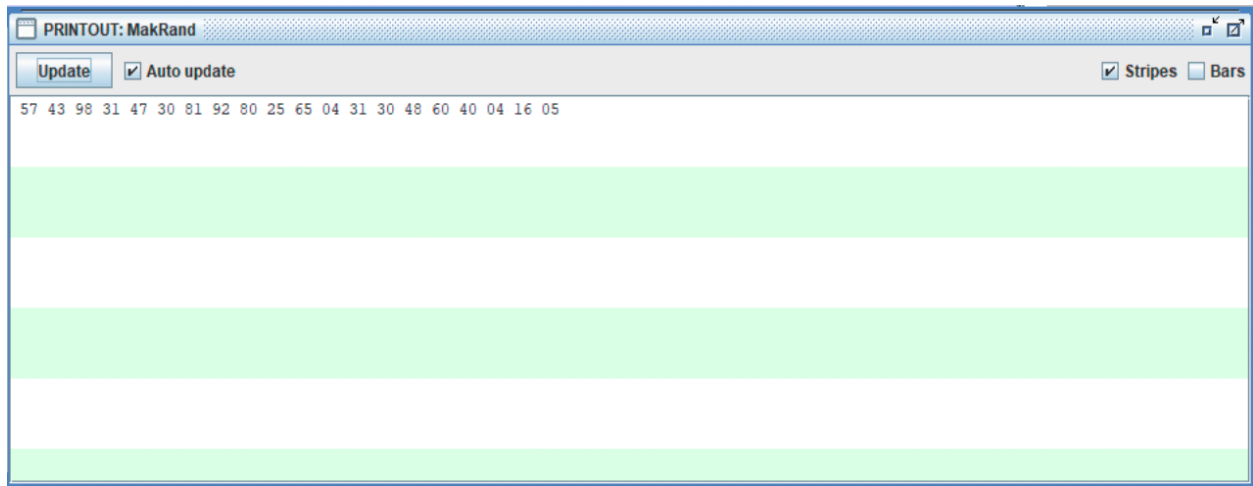 PRINTOUT: MakRand
Update Auto update Stripes Bars
57 43 98 31 47 30 81 92 80 25 65 04 31 30 48 60 40 04 16 05